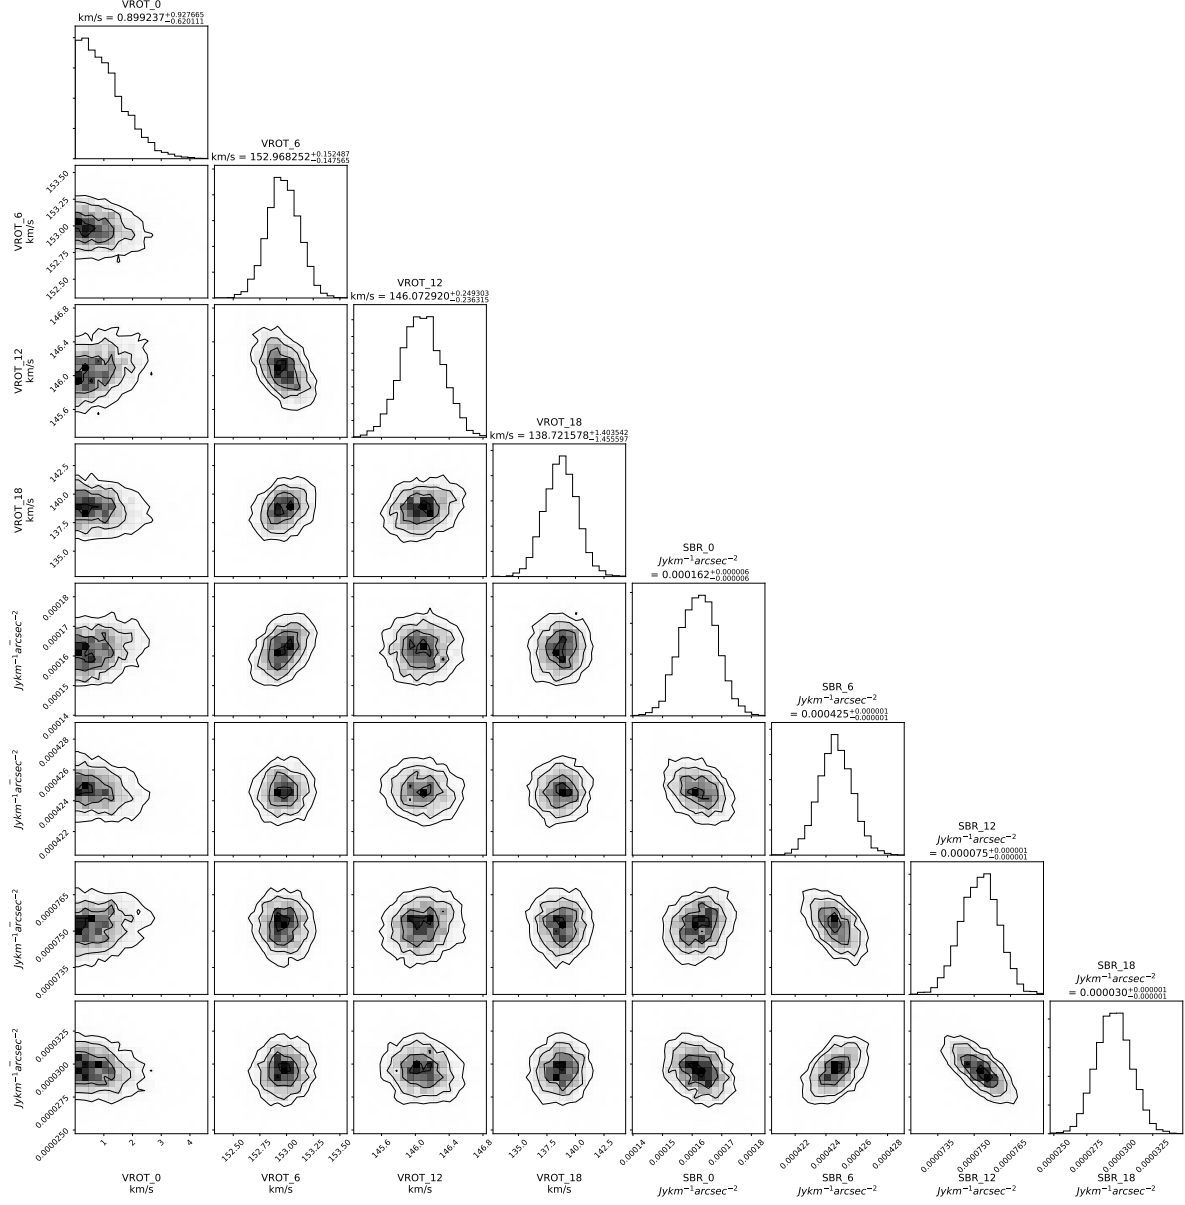 VROT_0
km/s = 0.899237+0.927665−0.620111
VROT_6
km/s = 152.968252+0.152487−0.147565
153.50
153.25
153.00
152.75
152.50
VROT_6
km/s
VROT_12
km/s = 146.072920+0.249303−0.236315
146.8
146.4
146.0
145.6
VROT_12
km/s
VROT_18
km/s = 138.721578+1.403542−1.455597
142.5
140.0
137.5
135.0
VROT_18
km/s
SBR_0
Jykm−1arcsec−2
= 0.000162+0.000006−0.000006
0.00018
0.00017
0.00016
0.00015
0.00014
Jykm−1arcsec−2
SBR_6
Jykm−1arcsec−2
= 0.000425+0.000001−0.000001
0.000428
0.000426
0.000424
0.000422
Jykm−1arcsec−2
SBR_12
Jykm−1arcsec−2
= 0.000075+0.000001−0.000001
0.0000765
0.0000750
0.0000735
Jykm−1arcsec−2
SBR_18
Jykm−1arcsec−2
= 0.000030+0.000001−0.000001
0.0000325
0.0000300
0.0000275
0.0000250
Jykm−1arcsec−2
1 2 3 4
152.50 152.75 153.00 153.25 153.50
145.6 146.0 146.4 146.8
135.0 137.5 140.0 142.5
0.00014 0.00015 0.00016 0.00017 0.00018
0.000422 0.000424 0.000426 0.000428
0.0000735 0.0000750 0.0000765
0.0000250 0.0000275 0.0000300 0.0000325
VROT_0
km/s
VROT_6
km/s
VROT_12
km/s
VROT_18
km/s
SBR_0
Jykm−1arcsec−2
SBR_6
Jykm−1arcsec−2
SBR_12
Jykm−1arcsec−2
SBR_18
Jykm−1arcsec−2